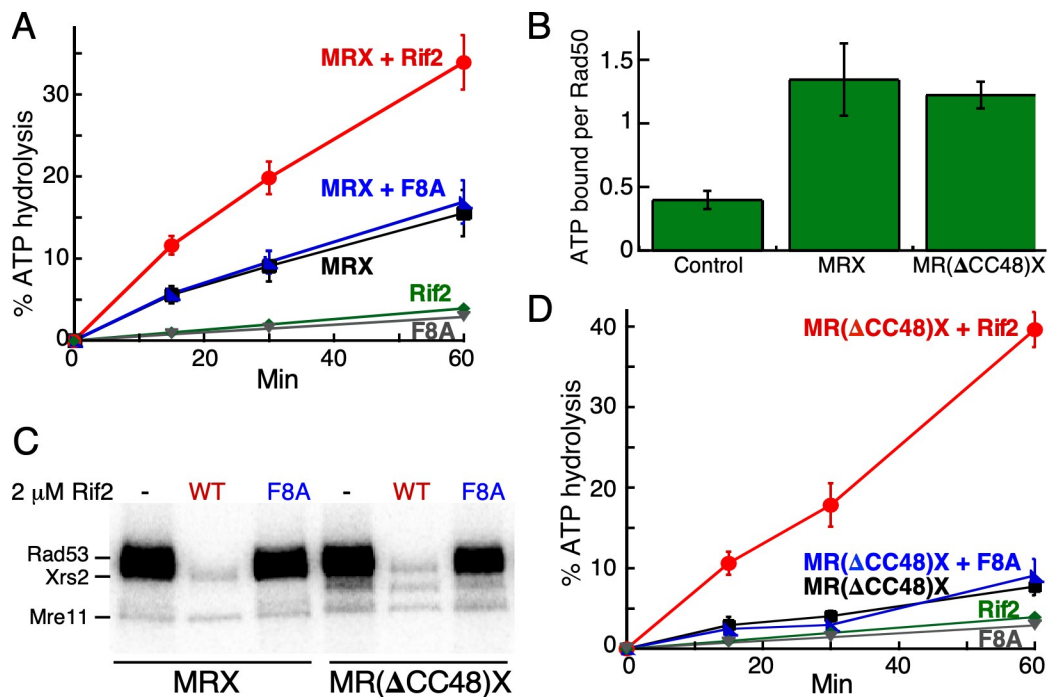 A
% ATP hydrolysis
30
20
10
0
MRX + Rif2
MRX + F8A
MRX
Rif2
F8A
0
20
40
60
Min
B
ATP bound per Rad50
1.5
1
0.5
0
Control
MRX
MR(ΔCC48)X
C
2 μM Rif2
-
WT
F8A
-
WT
F8A
Rad53
Xrs2
Mre11
MRX
MR(ΔCC48)X
D
% ATP hydrolysis
40
30
20
10
0
MR(ΔCC48)X + Rif2
MR(ΔCC48)X + F8A
MR(ΔCC48)X
Rif2
F8A
0
20
40
60
Min